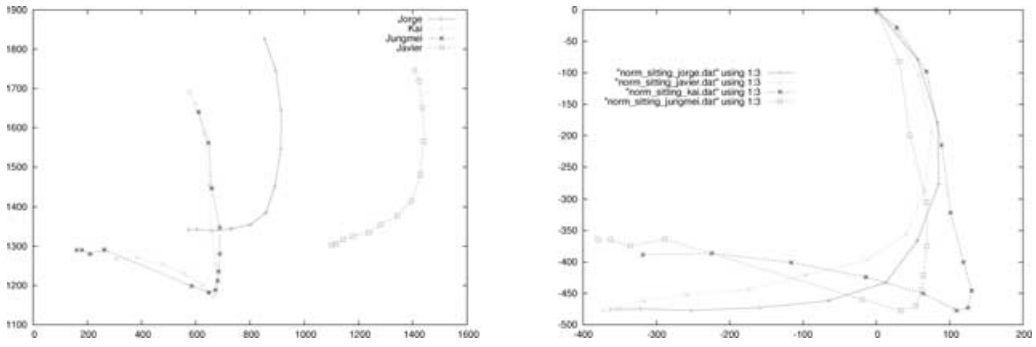 1900
1800
1700
1600
1500
1400
1300
1200
1100
0 200 400 600 800 1000 1200 1400 1600
Jorge
Kai
Jungmei
Javier
0
-50
-100
-150
-200
-250
-300
-350
-400
-450
-500
-400 -300 -200 -100 0 100 200
"norm_sitting_jorge.dat" using 1:3
"norm_sitting_javier.dat" using 1:3
"norm_sitting_kai.dat" using 1:3
"norm_sitting_jungmei.dat" using 1:3